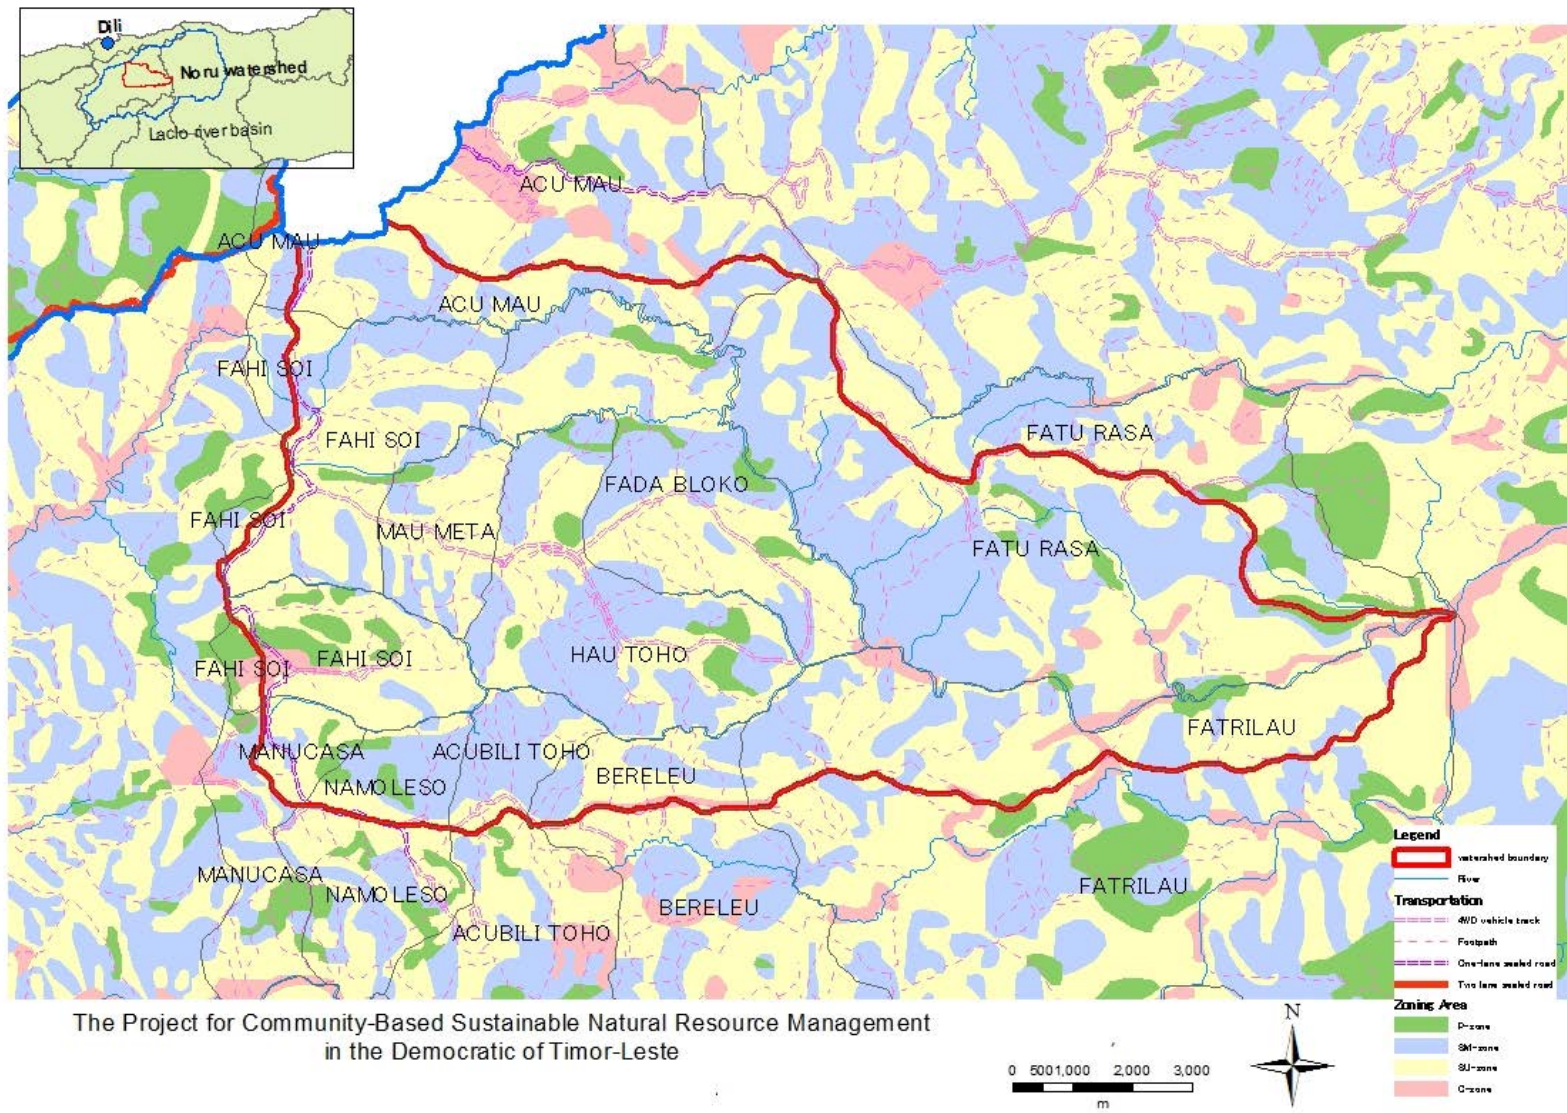 Dili
Noru watershed
Laclo river basin
ACU MAU
ACU MAU
ACU MAU
FAHI SOI
FAHI SOI
FATU RASA
FADA BLOKO
FAHI SOI
MAU META
FATU RASA
FAHI SOI
FAHI SOI
HAU TOHO
FATRILAU
MANUCASA
ACUBILI TOHO
BERELEU
NAMOLESO
MANUCASA
NAMOLESO
FATRILAU
BERELEU
ACUBILI TOHO
Legend
watershed boundary
River
Transportation
4WD vehicle track
Footpath
One-lane sealed road
Two lane sealed road
Zoning Area
P-zone
SM-zone
SU-zone
C-zone
The Project for Community-Based Sustainable Natural Resource Management
in the Democratic of Timor-Leste
N
0 500 1,000 2,000 3,000
m